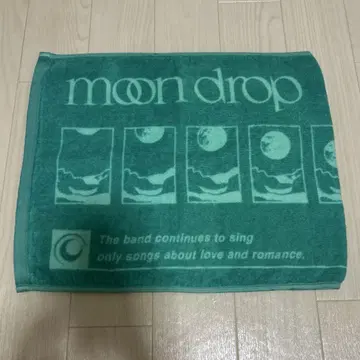 moon drop
The band continues to sing
only songs about love and romance.